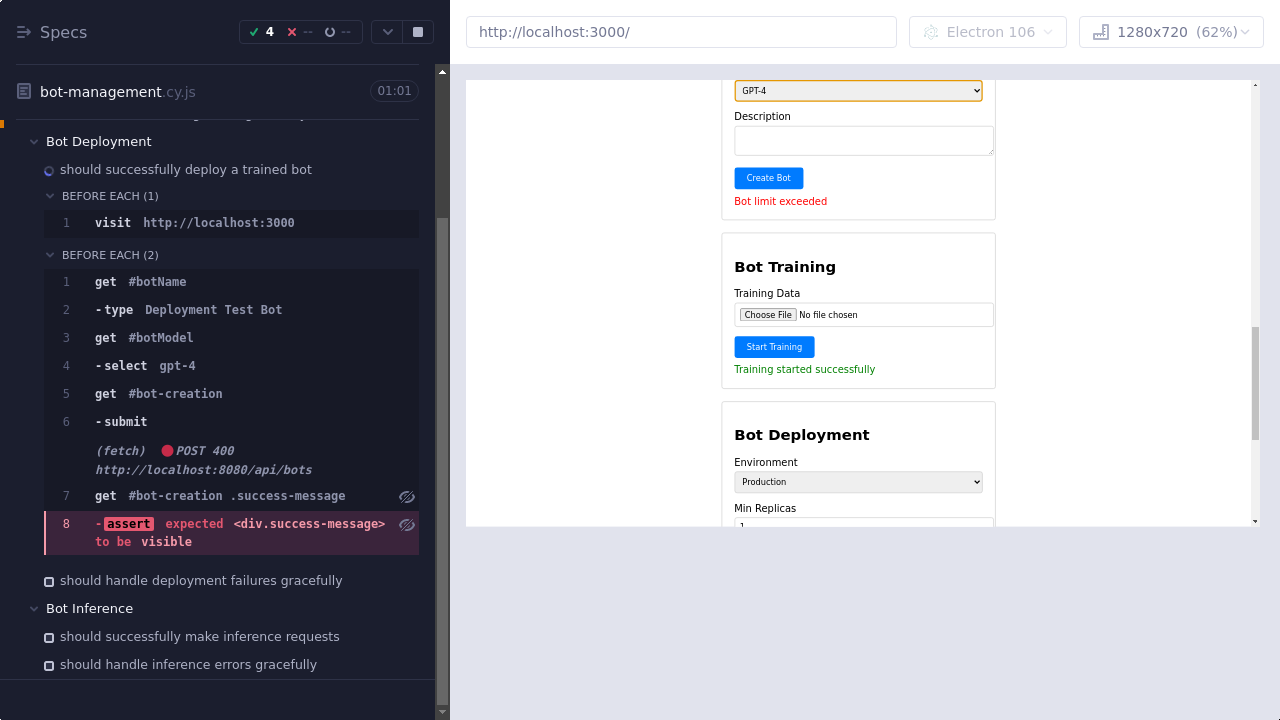 Specs
4
--
--
bot-management.cy.js
01:01
Bot Deployment
should successfully deploy a trained bot
BEFORE EACH (1)
1 visit http://localhost:3000
BEFORE EACH (2)
1 get #botName
2 -type Deployment Test Bot
3 get #botModel
4 -select gpt-4
5 get #bot-creation
6 -submit
(fetch) POST 400
http://localhost:8080/api/bots
7 get #bot-creation .success-message
8 -assert expected <div.success-message>
to be visible
should handle deployment failures gracefully
Bot Inference
should successfully make inference requests
should handle inference errors gracefully
http://localhost:3000/
Electron 106
1280x720 (62%)
GPT-4
Description
Create Bot
Bot limit exceeded
Bot Training
Training Data
Choose File No file chosen
Start Training
Training started successfully
Bot Deployment
Environment
Production
Min Replicas
1